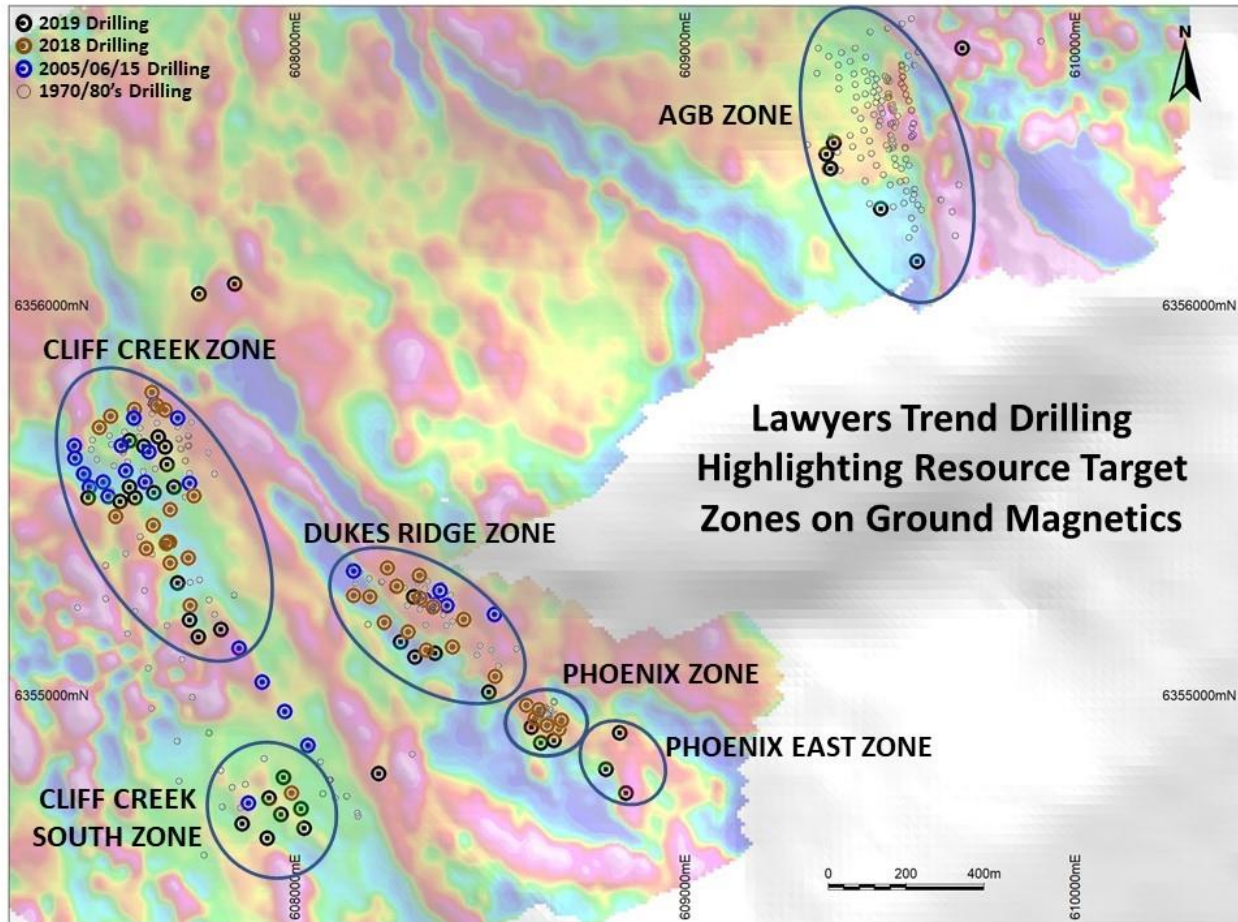 2019 Drilling
2018 Drilling
2005/06/15 Drilling
1970/80's Drilling
608000mE
609000mE
610000mE
N
AGB ZONE
6356000mN
6356000mN
CLIFF CREEK ZONE
Lawyers Trend Drilling
Highlighting Resource Target
Zones on Ground Magnetics
DUKES RIDGE ZONE
PHOENIX ZONE
6355000mN
6355000mN
PHOENIX EAST ZONE
CLIFF CREEK
SOUTH ZONE
608000mE
609000mE
610000mE
0 200 400m